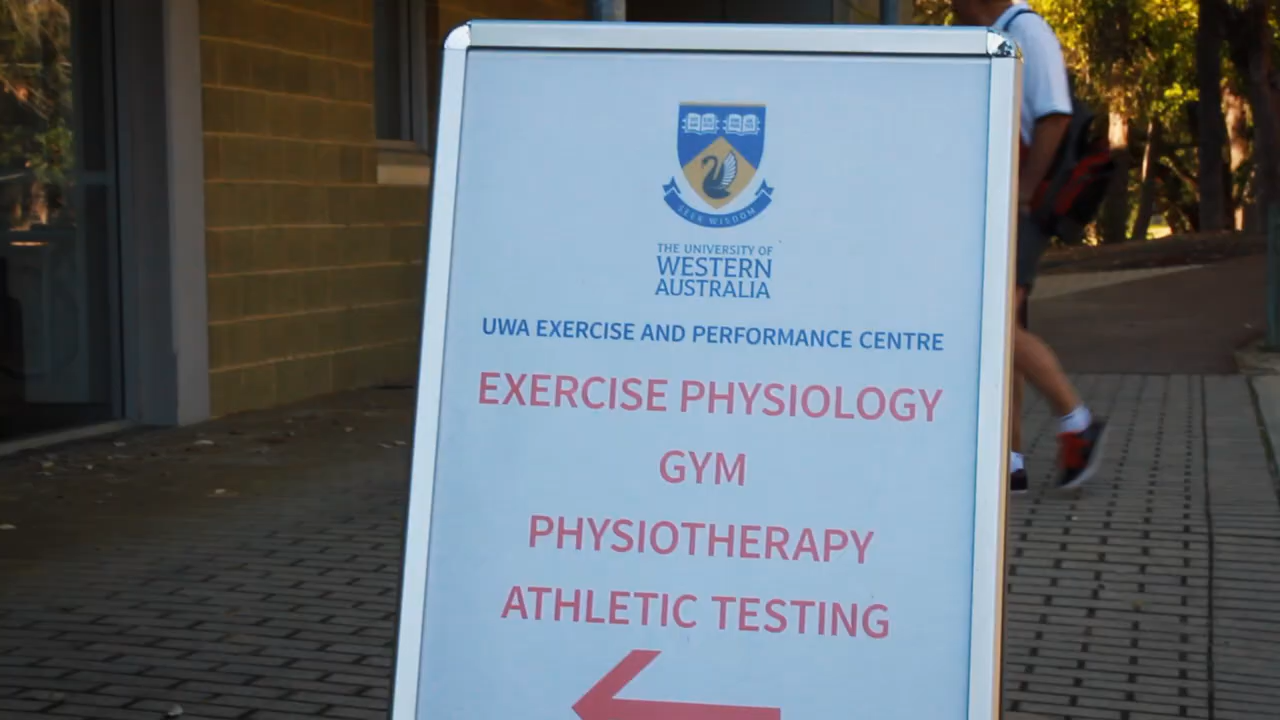 SEEK WISDOM
THE UNIVERSITY OF
WESTERN
AUSTRALIA
UWA EXERCISE AND PERFORMANCE CENTRE
EXERCISE PHYSIOLOGY
GYM
PHYSIOTHERAPY
ATHLETIC TESTING